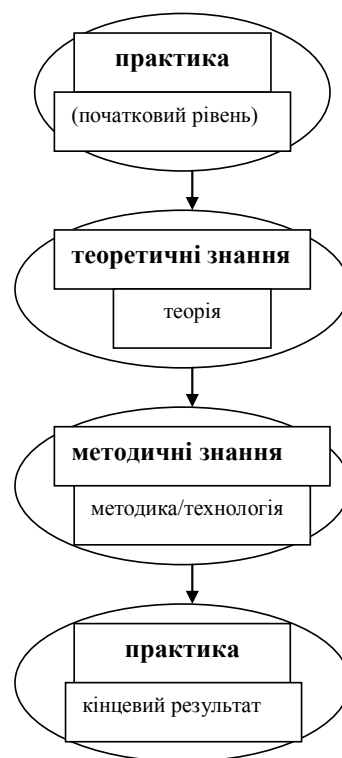 практика
(початковий рівень)
теоретичні знання
теорія
методичні знання
методика/технологія
практика
кінцевий результат